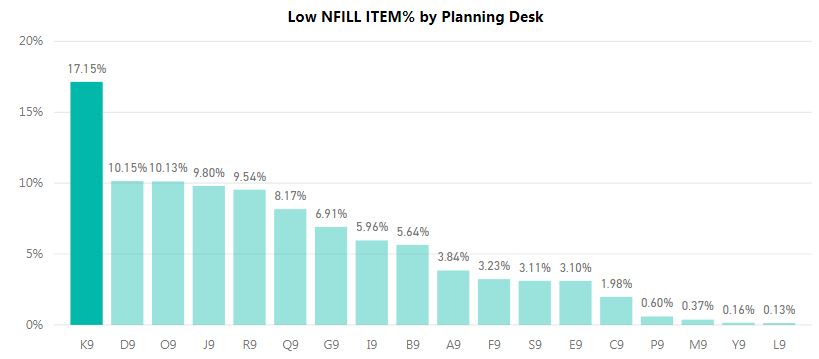 Low NFILL ITEM% by Planning Desk
20%
17.15%
15%
10.15% 10.13% 9.80% 9.54%
10%
8.17%
6.91%
5.96% 5.64%
5%
3.84%
3.23% 3.11% 3.10%
1.98%
0.60% 0.37% 0.16% 0.13%
0%
K9 D9 O9 J9 R9 Q9 G9 I9 B9 A9 F9 S9 E9 C9 P9 M9 Y9 L9